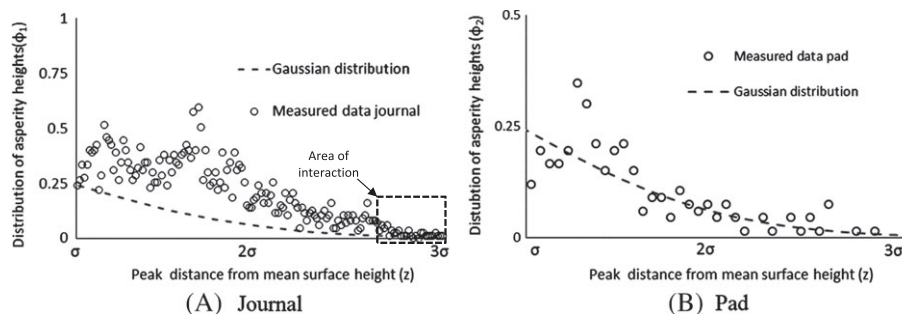 Distribution of asperity heights(ϕ₁)
1
0.75
0.5
0.25
0
Gaussian distribution
Measured data journal
Area of
interaction
σ
2σ
3σ
Peak distance from mean surface height (z)
(A) Journal
Distubtion of asperity heights (ϕ₂)
0.5
0.25
0
Measured data pad
Gaussian distribution
σ
2σ
3σ
Peak distance from mean surface height (z)
(B) Pad